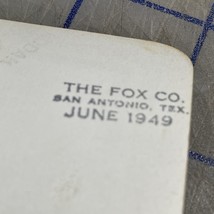 THE FOX CO.
SAN ANTONIO, TEX.
JUNE 1949